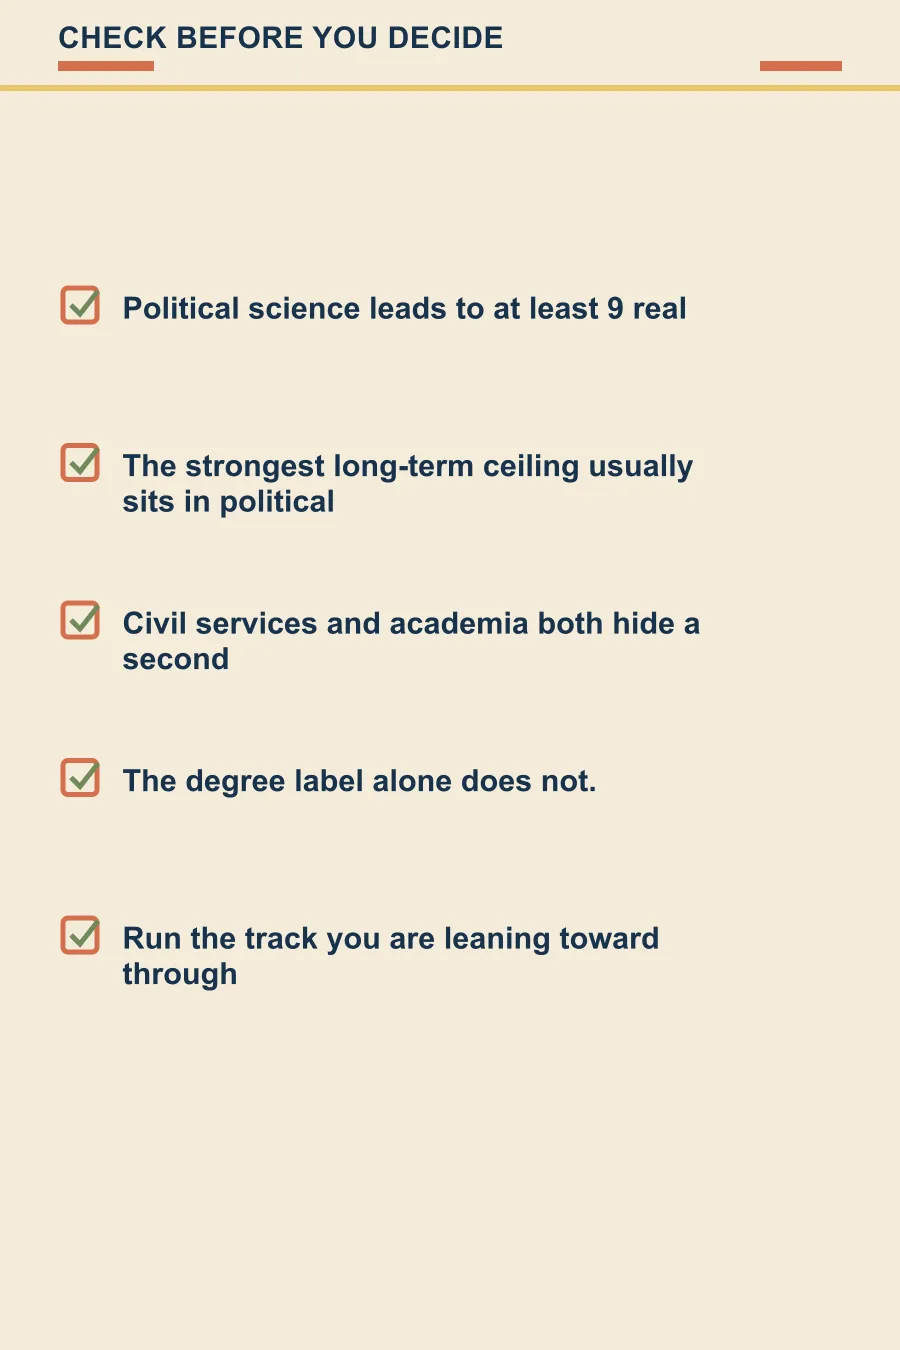 CHECK BEFORE YOU DECIDE
Political science leads to at least 9 real
The strongest long-term ceiling usually
sits in political
Civil services and academia both hide a
second
The degree label alone does not.
Run the track you are leaning toward
through